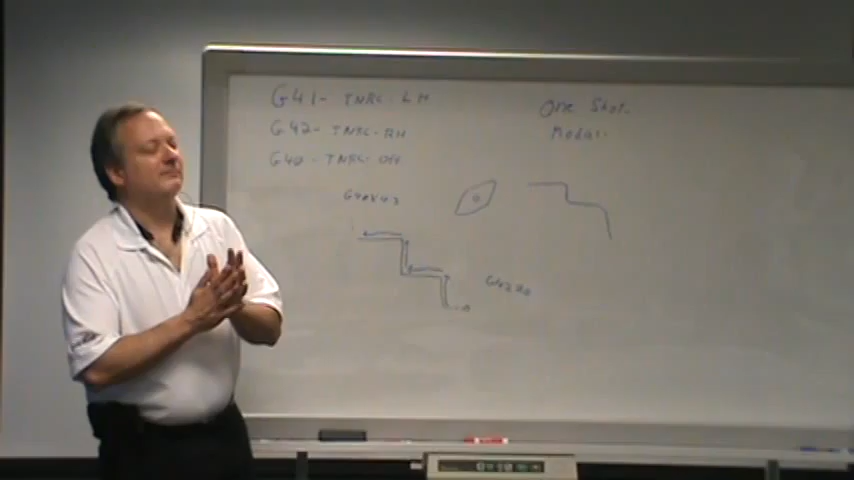 G41- TNRC- LH
G42- TNRC- RH
G40- TNRC- Off
One Shot
Modal